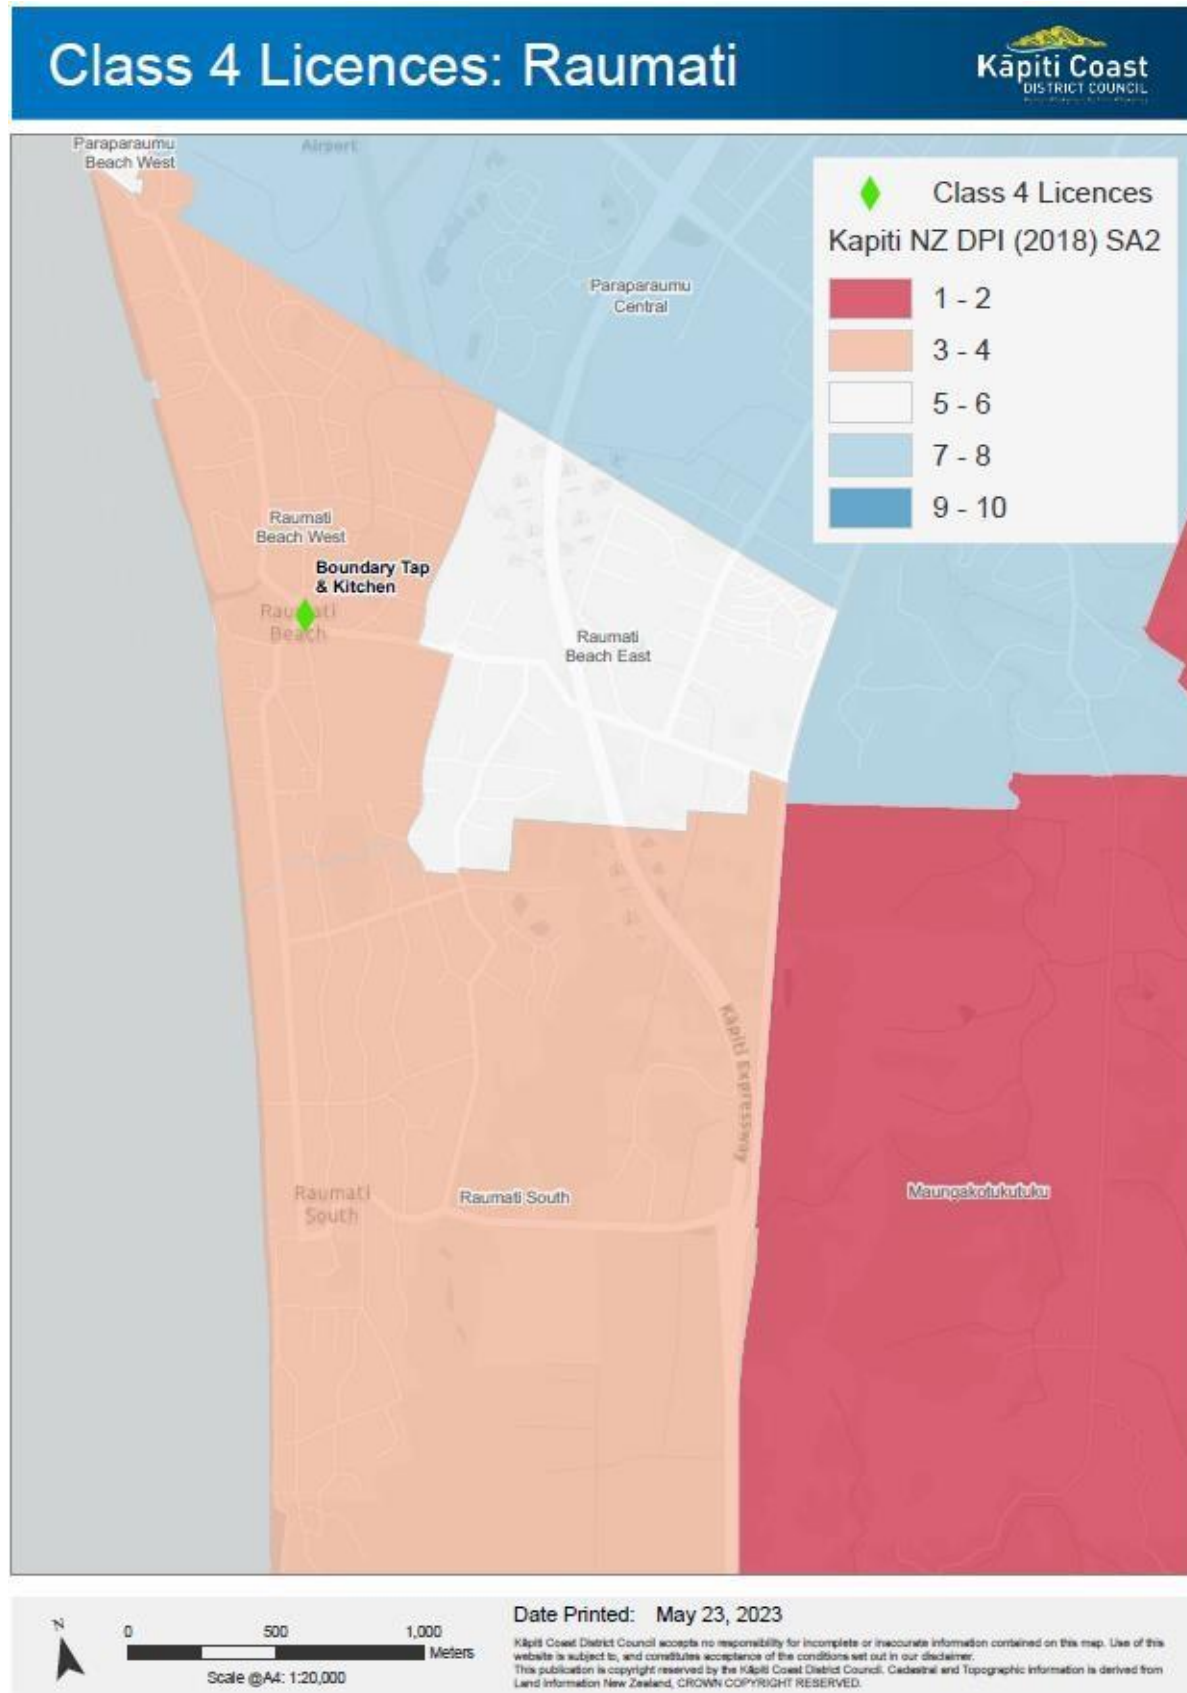 Class 4 Licences: Raumati
Kāpiti Coast
DISTRICT COUNCIL
Paraparaumu
Beach West
Airport
Class 4 Licences
Kapiti NZ DPI (2018) SA2
1 - 2
3 - 4
5 - 6
7 - 8
9 - 10
Paraparaumu
Central
Raumati
Beach West
Boundary Tap
& Kitchen
Raumati
Beach
Raumati
Beach East
Kāpiti Expressway
Raumati
South
Raumati South
Maungakotukutuku
N
0 500 1,000
Meters
Scale @A4: 1:20,000
Date Printed: May 23, 2023
Kāpiti Coast District Council accepts no responsibility for incomplete or inaccurate information contained on this map. Use of this
website is subject to, and constitutes acceptance of the conditions set out in our disclaimer.
This publication is copyright reserved by the Kāpiti Coast District Council. Cadastral and Topographic information is derived from
Land Information New Zealand, CROWN COPYRIGHT RESERVED.